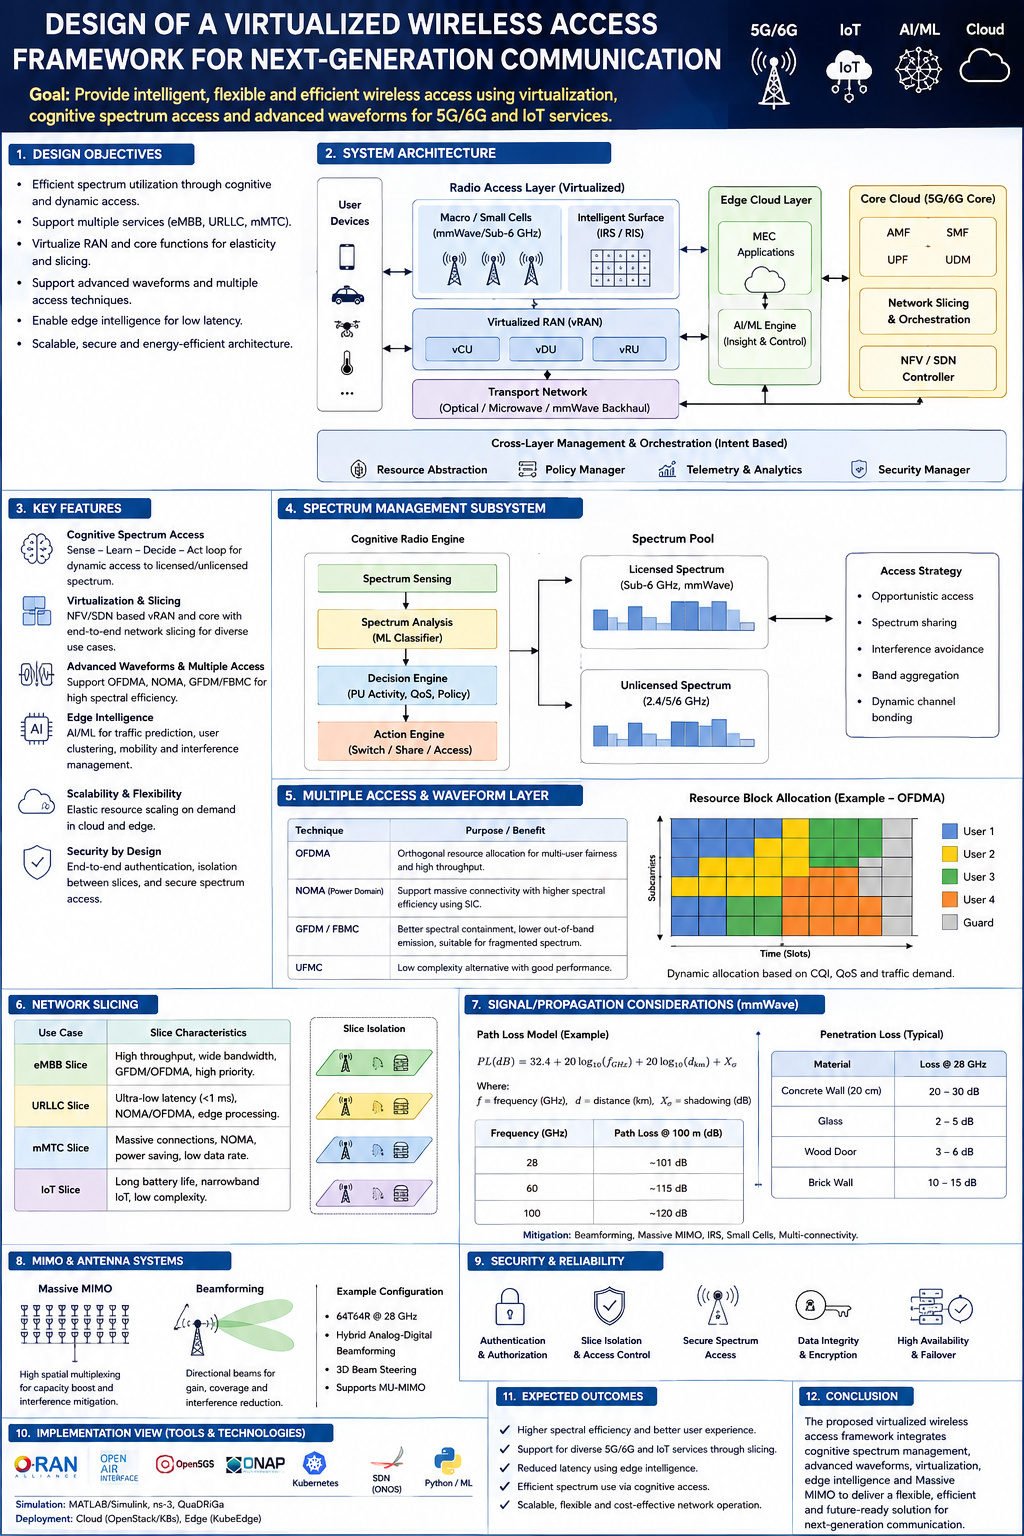 DESIGN OF A VIRTUALIZED WIRELESS ACCESS
FRAMEWORK FOR NEXT-GENERATION COMMUNICATION
Goal: Provide intelligent, flexible and efficient wireless access using virtualization,
cognitive spectrum access and advanced waveforms for 5G/6G and IoT services.
5G/6G
IoT
AI/ML
Cloud
IoT
1. DESIGN OBJECTIVES
• Efficient spectrum utilization through cognitive
and dynamic access.
• Support multiple services (eMBB, URLLC, mMTC).
• Virtualize RAN and core functions for elasticity
and slicing.
• Support advanced waveforms and multiple
access techniques.
• Enable edge intelligence for low latency.
• Scalable, secure and energy-efficient architecture.
2. SYSTEM ARCHITECTURE
User
Devices
...
Radio Access Layer (Virtualized)
Macro / Small Cells
(mmWave/Sub-6 GHz)
Intelligent Surface
(IRS / RIS)
Virtualized RAN (vRAN)
vCU
vDU
vRU
Transport Network
(Optical / Microwave / mmWave Backhaul)
Edge Cloud Layer
MEC
Applications
AI/ML Engine
(Insight & Control)
Core Cloud (5G/6G Core)
AMF
SMF
UPF
UDM
Network Slicing
& Orchestration
NFV / SDN
Controller
Cross-Layer Management & Orchestration (Intent Based)
Resource Abstraction
Policy Manager
Telemetry & Analytics
Security Manager
3. KEY FEATURES
Cognitive Spectrum Access
Sense – Learn – Decide – Act loop for
dynamic access to licensed/unlicensed
spectrum.
Virtualization & Slicing
NFV/SDN based vRAN and core with
end-to-end network slicing for diverse
use cases.
Advanced Waveforms & Multiple Access
Support OFDMA, NOMA, GFDM/FBMC for
high spectral efficiency.
AI
Edge Intelligence
AI/ML for traffic prediction, user
clustering, mobility and interference
management.
Scalability & Flexibility
Elastic resource scaling on demand
in cloud and edge.
Security by Design
End-to-end authentication, isolation
between slices, and secure spectrum
access.
4. SPECTRUM MANAGEMENT SUBSYSTEM
Cognitive Radio Engine
Spectrum Sensing
Spectrum Analysis
(ML Classifier)
Decision Engine
(PU Activity, QoS, Policy)
Action Engine
(Switch / Share / Access)
Spectrum Pool
Licensed Spectrum
(Sub-6 GHz, mmWave)
Unlicensed Spectrum
(2.4/5/6 GHz)
Access Strategy
• Opportunistic access
• Spectrum sharing
• Interference avoidance
• Band aggregation
• Dynamic channel
bonding
5. MULTIPLE ACCESS & WAVEFORM LAYER
Technique
Purpose / Benefit
OFDMA
Orthogonal resource allocation for multi-user fairness
and high throughput.
NOMA (Power Domain)
Support massive connectivity with higher spectral
efficiency using SIC.
GFDM / FBMC
Better spectral containment, lower out-of-band
emission, suitable for fragmented spectrum.
UFMC
Low complexity alternative with good performance.
Resource Block Allocation (Example – OFDMA)
Subcarriers
Time (Slots)
User 1
User 2
User 3
User 4
Guard
Dynamic allocation based on CQI, QoS and traffic demand.
6. NETWORK SLICING
Use Case
Slice Characteristics
eMBB Slice
High throughput, wide bandwidth,
GFDM/OFDMA, high priority.
URLLC Slice
Ultra-low latency (<1 ms),
NOMA/OFDMA, edge processing.
mMTC Slice
Massive connections, NOMA,
power saving, low data rate.
IoT Slice
Long battery life, narrowband
IoT, low complexity.
Slice Isolation
7. SIGNAL/PROPAGATION CONSIDERATIONS (mmWave)
Path Loss Model (Example)
PL(dB) = 32.4 + 20 log₁₀(f_GHz) + 20 log₁₀(d_km) + X_σ
Where:
f = frequency (GHz), d = distance (km), X_σ = shadowing (dB)
Frequency (GHz)
Path Loss @ 100 m (dB)
28
~101 dB
60
~115 dB
100
~120 dB
Penetration Loss (Typical)
Material
Loss @ 28 GHz
Concrete Wall (20 cm)
20 – 30 dB
Glass
2 – 5 dB
Wood Door
3 – 6 dB
Brick Wall
10 – 15 dB
Mitigation: Beamforming, Massive MIMO, IRS, Small Cells, Multi-connectivity.
8. MIMO & ANTENNA SYSTEMS
Massive MIMO
High spatial multiplexing
for capacity boost and
interference mitigation.
Beamforming
Directional beams for
gain, coverage and
interference reduction.
Example Configuration
• 64T64R @ 28 GHz
• Hybrid Analog-Digital
Beamforming
• 3D Beam Steering
• Supports MU-MIMO
9. SECURITY & RELIABILITY
Authentication
& Authorization
Slice Isolation
& Access Control
Secure Spectrum
Access
Data Integrity
& Encryption
High Availability
& Failover
10. IMPLEMENTATION VIEW (TOOLS & TECHNOLOGIES)
O-RAN
ALLIANCE
OPEN
AIR
INTERFACE
Open5GS
ONAP
Kubernetes
SDN
(ONOS)
Python / ML
Simulation: MATLAB/Simulink, ns-3, QuaDRiGa
Deployment: Cloud (OpenStack/K8s), Edge (KubeEdge)
11. EXPECTED OUTCOMES
✓ Higher spectral efficiency and better user experience.
✓ Support for diverse 5G/6G and IoT services through slicing.
✓ Reduced latency using edge intelligence.
✓ Efficient spectrum use via cognitive access.
✓ Scalable, flexible and cost-effective network operation.
12. CONCLUSION
The proposed virtualized wireless
access framework integrates
cognitive spectrum management,
advanced waveforms, virtualization,
edge intelligence and Massive
MIMO to deliver a flexible, efficient
and future-ready solution for
next-generation communication.